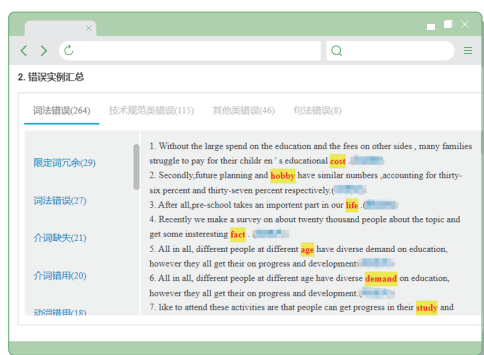 2. 错误实例汇总
词法错误(264) 技术规范类错误(115) 其他类错误(46) 句法错误(8)
限定词冗余(29)
词法错误(27)
介词缺失(21)
介词错用(20)
动词错用(18)
1. Without the large spend on the education and the fees on other sides , many families
struggle to pay for their childr en ' s educational cost .
2. Secondly,future planning and hobby have similar numbers ,accounting for thirty-
six percent and thirty-seven percent respectively.(
3. After all,pre-school takes an important part in our life .(
4. Recently we make a survey on about twenty thousand people about the topic and
get some insteresting fact .
5. All in all, different people at different age have diverse demand on education,
however they all get their on progress and development
6. All in all, different people at different age have diverse demand on education,
however they all get their on progress and development.(
7. like to attend these activities are that people can get progress in their study and